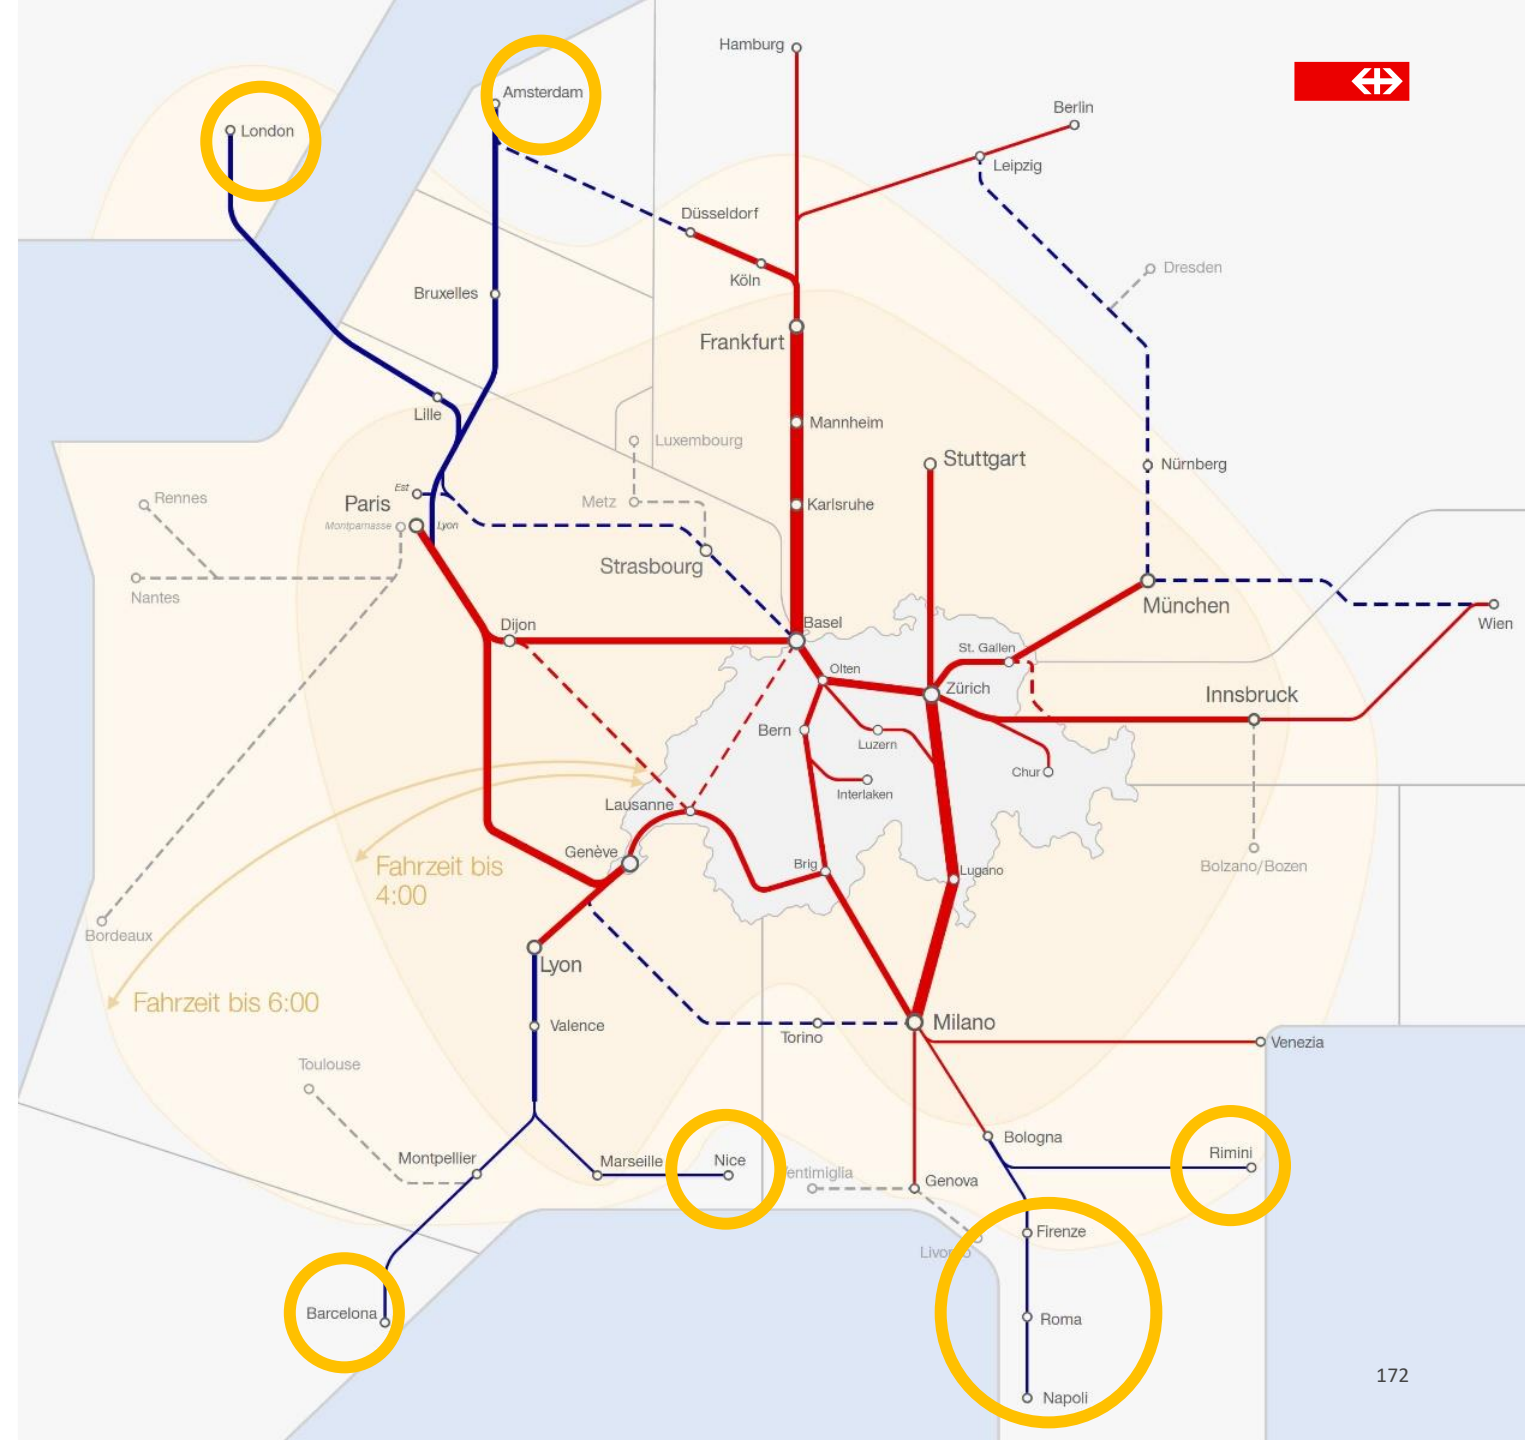 Hamburg
Amsterdam
Berlin
London
Leipzig
Düsseldorf
Dresden
Köln
Bruxelles
Frankfurt
Lille
Mannheim
Luxembourg
Stuttgart
Nürnberg
Est
Rennes
Paris
Metz
Karlsruhe
Montparnasse
Lyon
Strasbourg
Nantes
München
Basel
Wien
Dijon
St. Gallen
Olten
Zürich
Innsbruck
Bern
Luzern
Chur
Interlaken
Lausanne
Genève
Brig
Lugano
Bolzano/Bozen
Fahrzeit bis
4:00
Bordeaux
Lyon
Fahrzeit bis 6:00
Valence
Milano
Torino
Venezia
Toulouse
Bologna
Montpellier
Marseille
Nice
Rimini
Genova
Firenze
Barcelona
Roma
172
Napoli